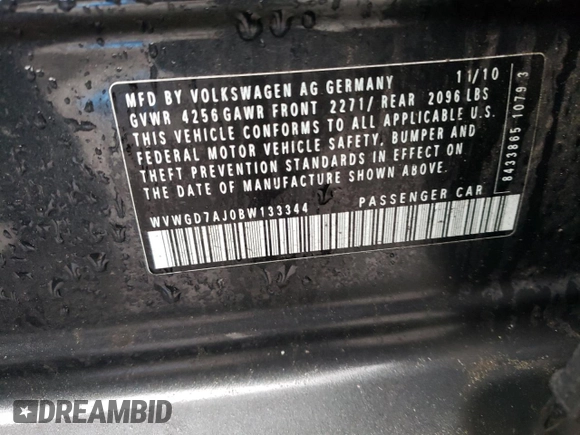 MFD BY VOLKSWAGEN AG GERMANY 11/10
GVWR 4256 GAWR FRONT 2271/ REAR 2096 LBS
THIS VEHICLE CONFORMS TO ALL APPLICABLE U.S.
FEDERAL MOTOR VEHICLE SAFETY, BUMPER AND
THEFT PREVENTION STANDARDS IN EFFECT ON
THE DATE OF MANUFACTURE SHOWN ABOVE.
WVWGD7AJ0BW133344 PASSENGER CAR
8433865 1079 3
DREAMBID